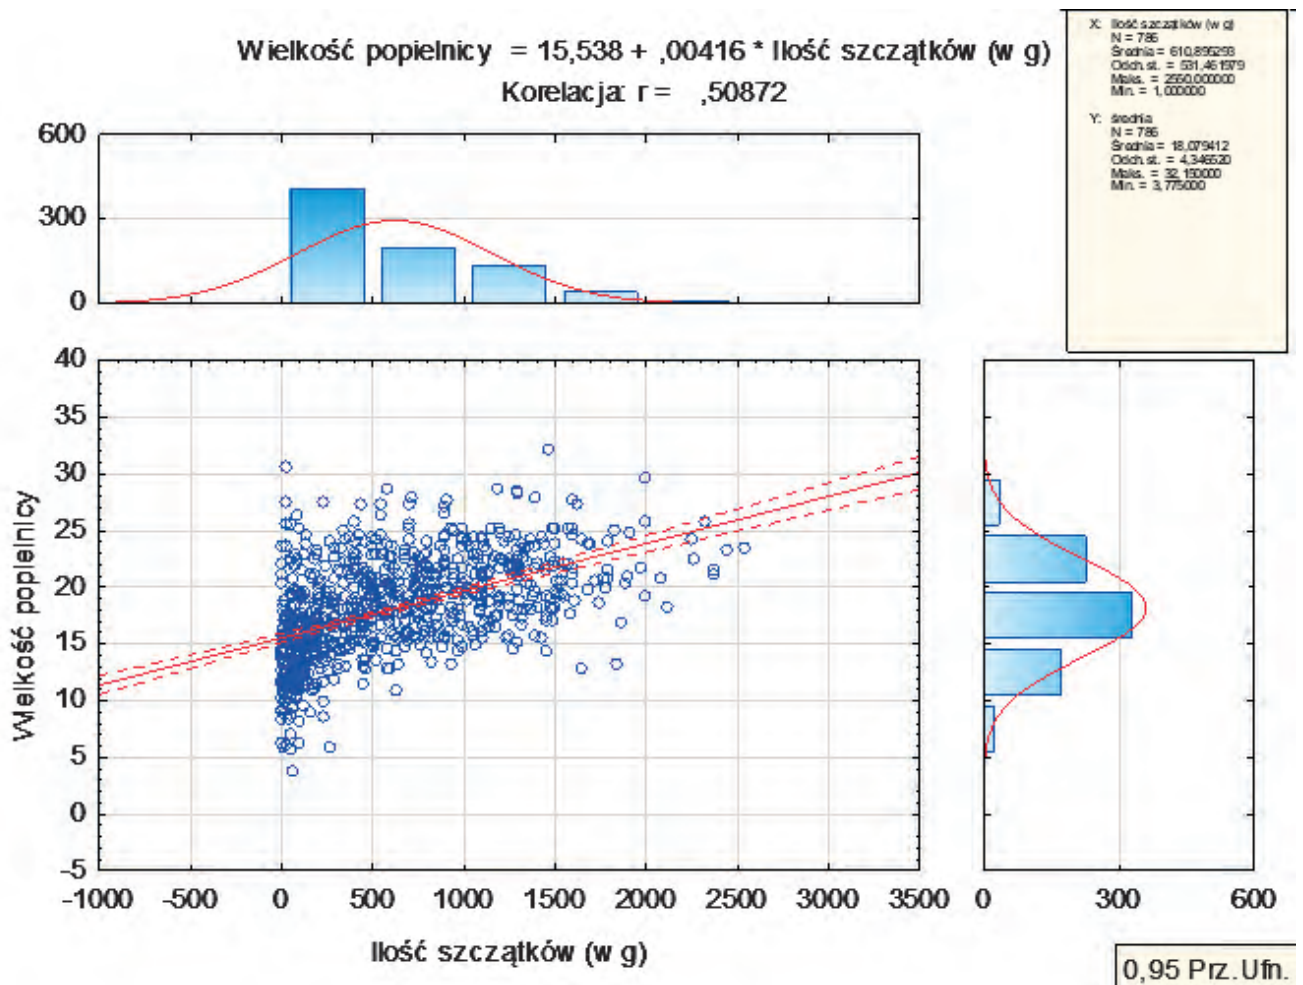 Wielkość popielnicy = 15,538 + ,00416 * Ilość szczątków (w g)
Korelacja: r = ,50872
X: Ilość szczątków (w g)
N = 786
Średnia = 610,895293
Odch.st. = 531,461979
Maks. = 2550,000000
Min. = 1,000000
Y: średnia
N = 786
Średnia = 18,079412
Odch.st. = 4,346520
Maks. = 32,150000
Min. = 3,775000
600
300
0
40
35
30
25
20
15
10
5
0
-5
Wielkość popielnicy
-1000 -500 0 500 1000 1500 2000 2500 3000 3500
0 300 600
Ilość szczątków (w g)
0,95 Prz.Ufn.